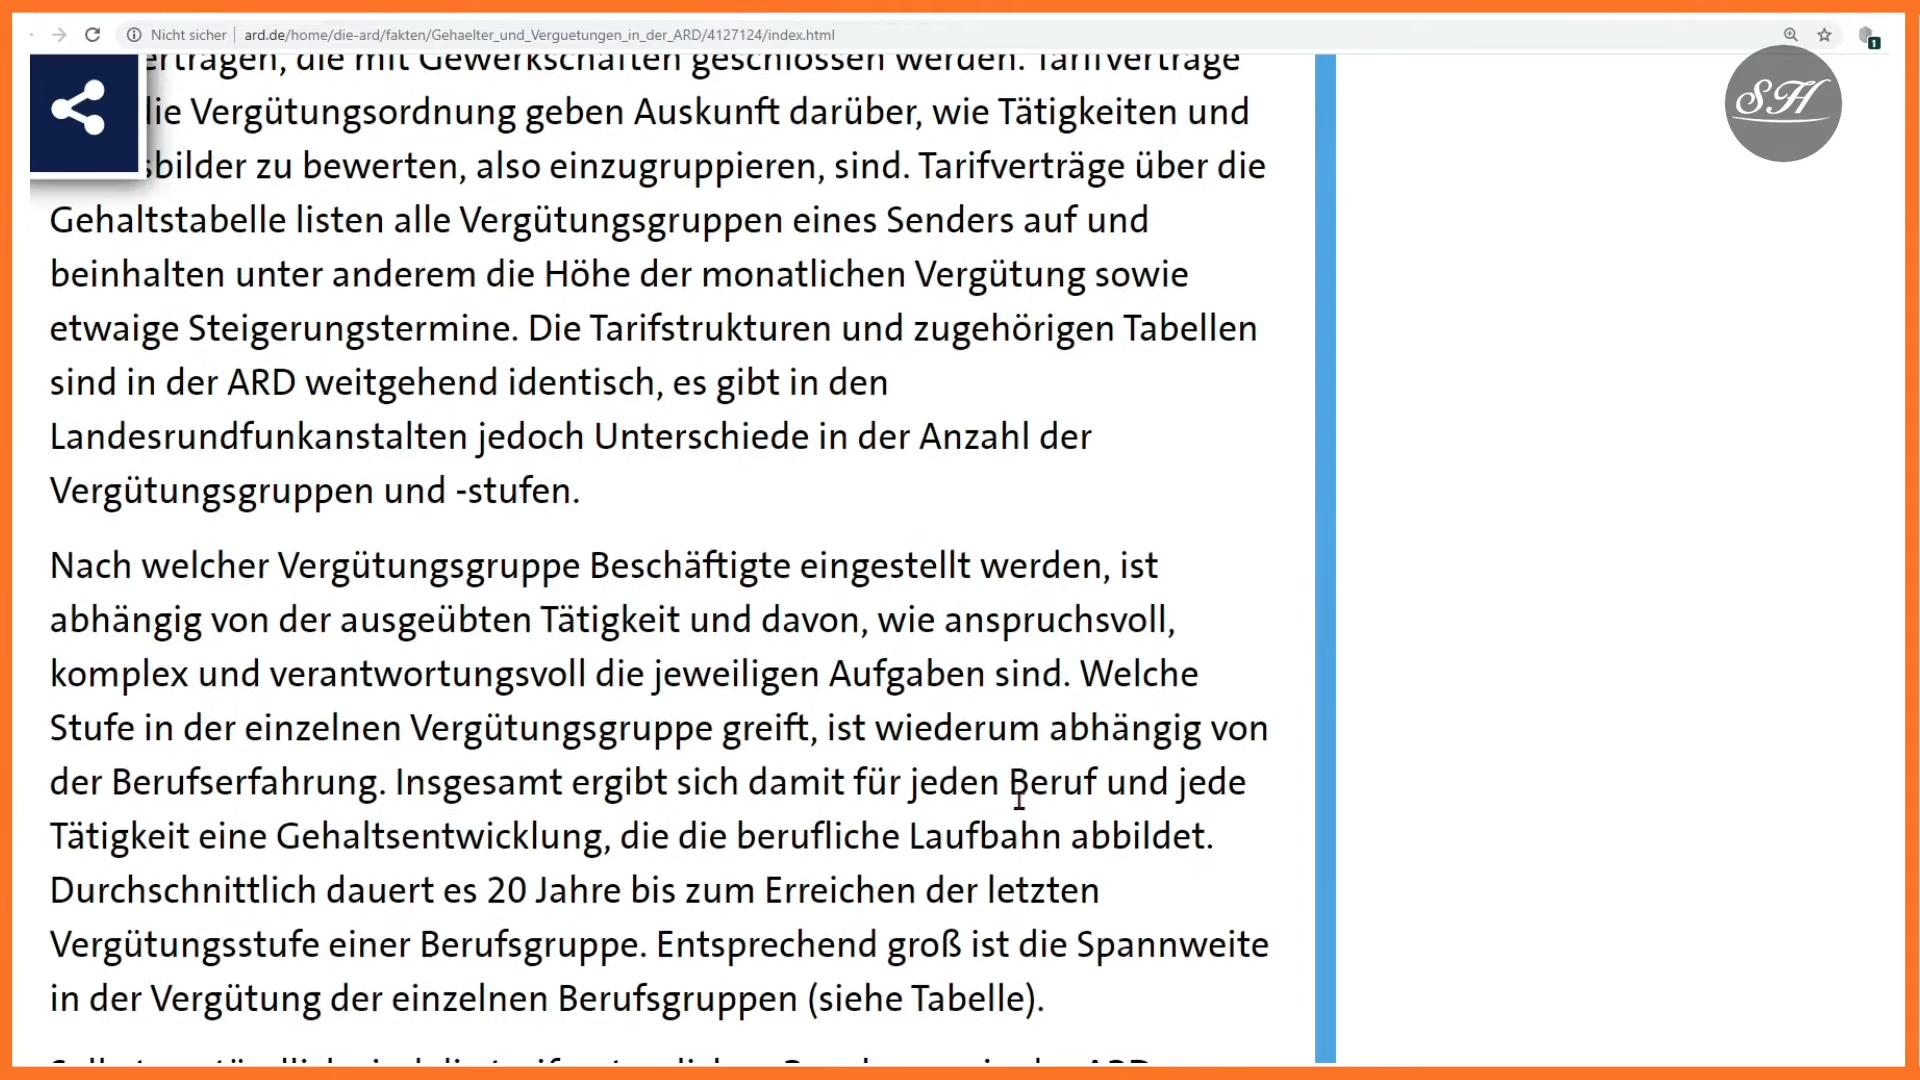 Nicht sicher ard.de/home/die-ard/fakten/Gehaelter_und_Verguetungen_in_der_ARD/4127124/index.html
die mit Gewerkschaften geschlossen werden. Tarifverträge
SH
Vergütungsordnung geben Auskunft darüber, wie Tätigkeiten und
zu bewerten, also einzugruppieren, sind. Tarifverträge über die
Gehaltstabelle listen alle Vergütungsgruppen eines Senders auf und
beinhalten unter anderem die Höhe der monatlichen Vergütung sowie
etwaige Steigerungstermine. Die Tarifstrukturen und zugehörigen Tabellen
sind in der ARD weitgehend identisch, es gibt in den
Landesrundfunkanstalten jedoch Unterschiede in der Anzahl der
Vergütungsgruppen und -stufen.
Nach welcher Vergütungsgruppe Beschäftigte eingestellt werden, ist
abhängig von der ausgeübten Tätigkeit und davon, wie anspruchsvoll,
komplex und verantwortungsvoll die jeweiligen Aufgaben sind. Welche
Stufe in der einzelnen Vergütungsgruppe greift, ist wiederum abhängig von
der Berufserfahrung. Insgesamt ergibt sich damit für jeden Beruf und jede
Tätigkeit eine Gehaltsentwicklung, die die berufliche Laufbahn abbildet.
Durchschnittlich dauert es 20 Jahre bis zum Erreichen der letzten
Vergütungsstufe einer Berufsgruppe. Entsprechend groß ist die Spannweite
in der Vergütung der einzelnen Berufsgruppen (siehe Tabelle).